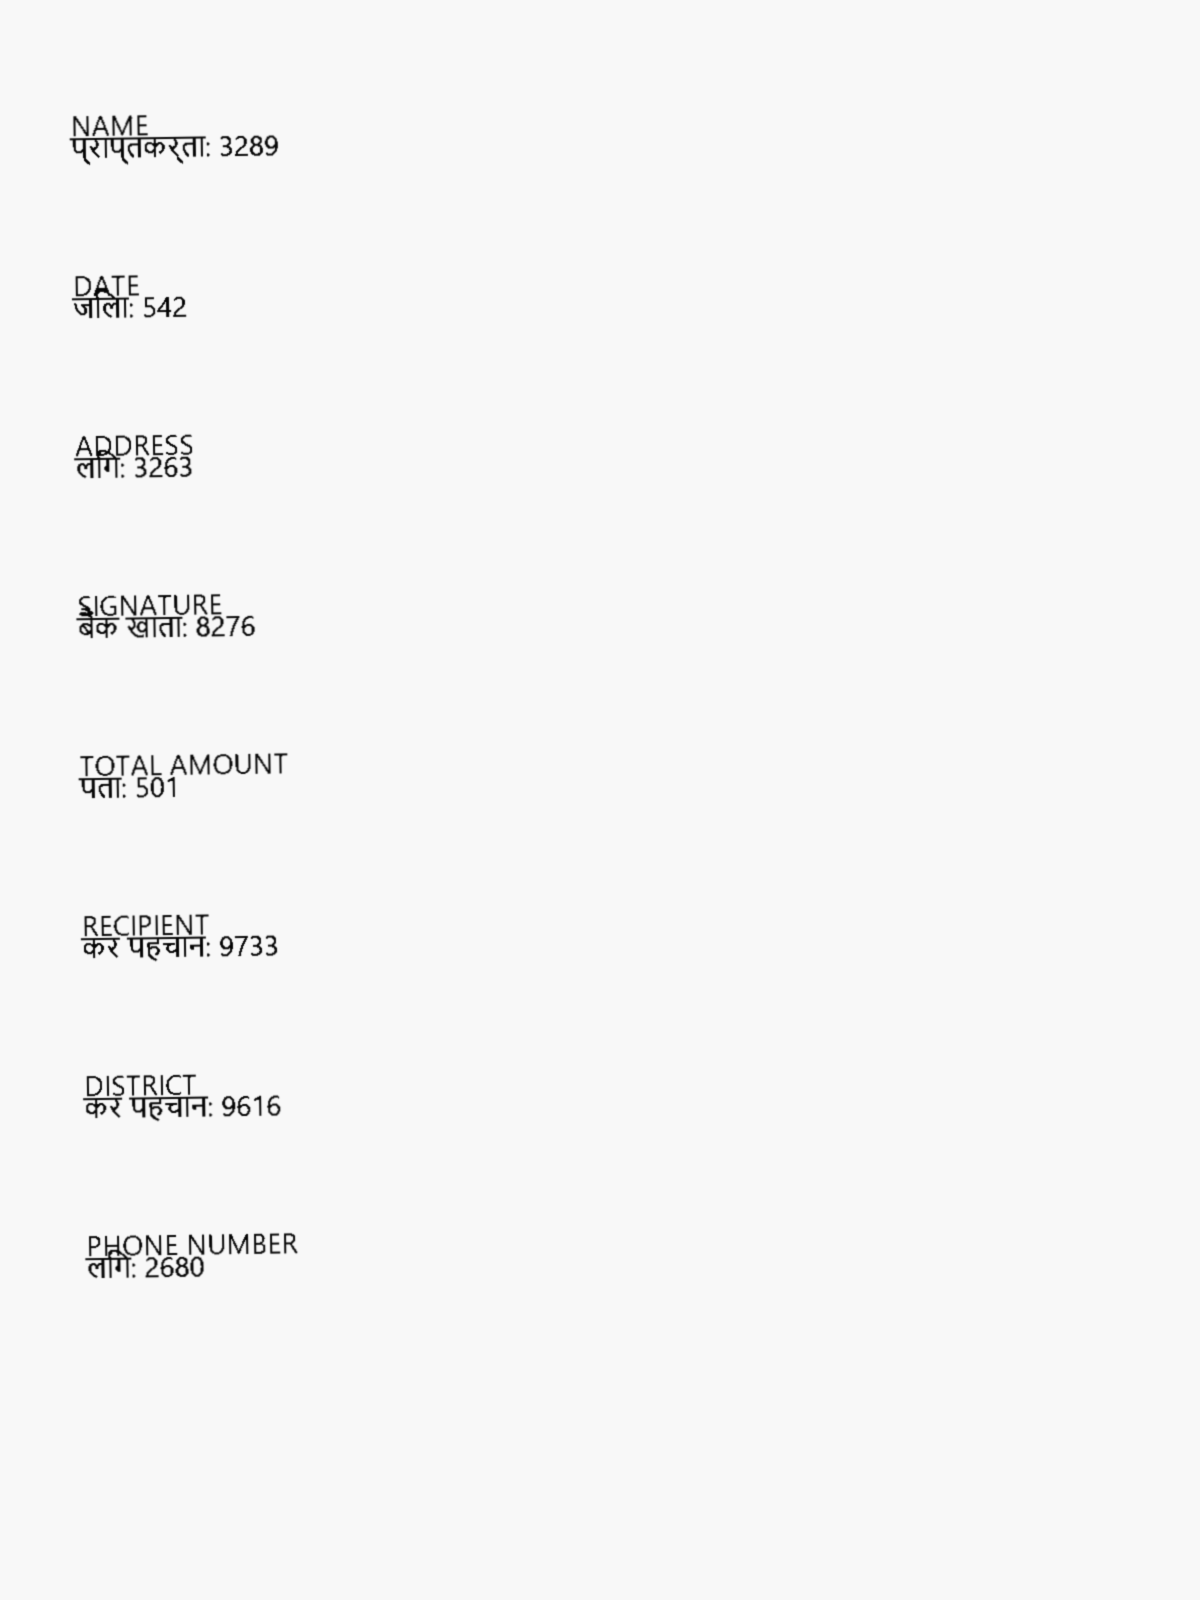 NAME
प्राप्तकर्ता: 3289
DATE
जिला: 542
ADDRESS
लिंग: 3263
SIGNATURE
बैंक खाता: 8276
TOTAL AMOUNT
पता: 501
RECIPIENT
कर पहचान: 9733
DISTRICT
कर पहचान: 9616
PHONE NUMBER
लिंग: 2680